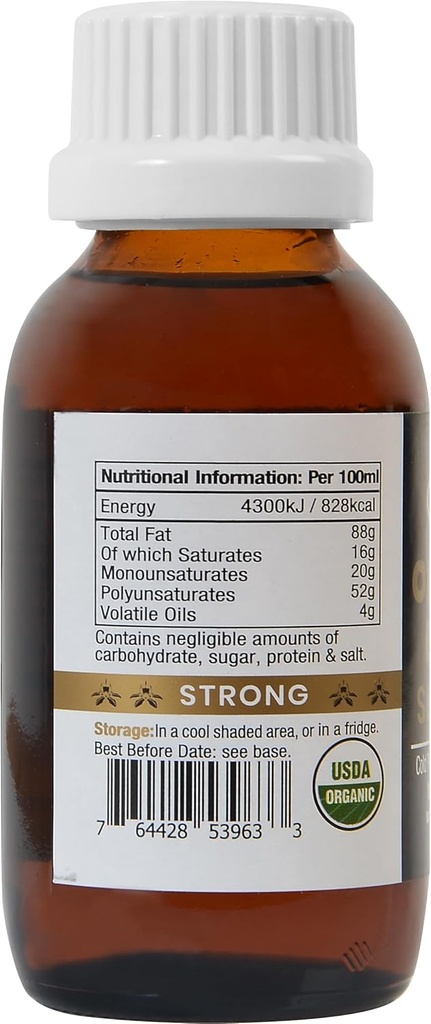 Nutritional Information: Per 100ml
Energy 4300kJ / 828kcal
Total Fat 88g
Of which Saturates 16g
Monounsaturates 20g
Polyunsaturates 52g
Volatile Oils 4g
Contains negligible amounts of
carbohydrate, sugar, protein & salt.
STRONG
Storage:In a cool shaded area, or in a fridge.
Best Before Date: see base.
USDA
ORGANIC
7 64428 53963 3